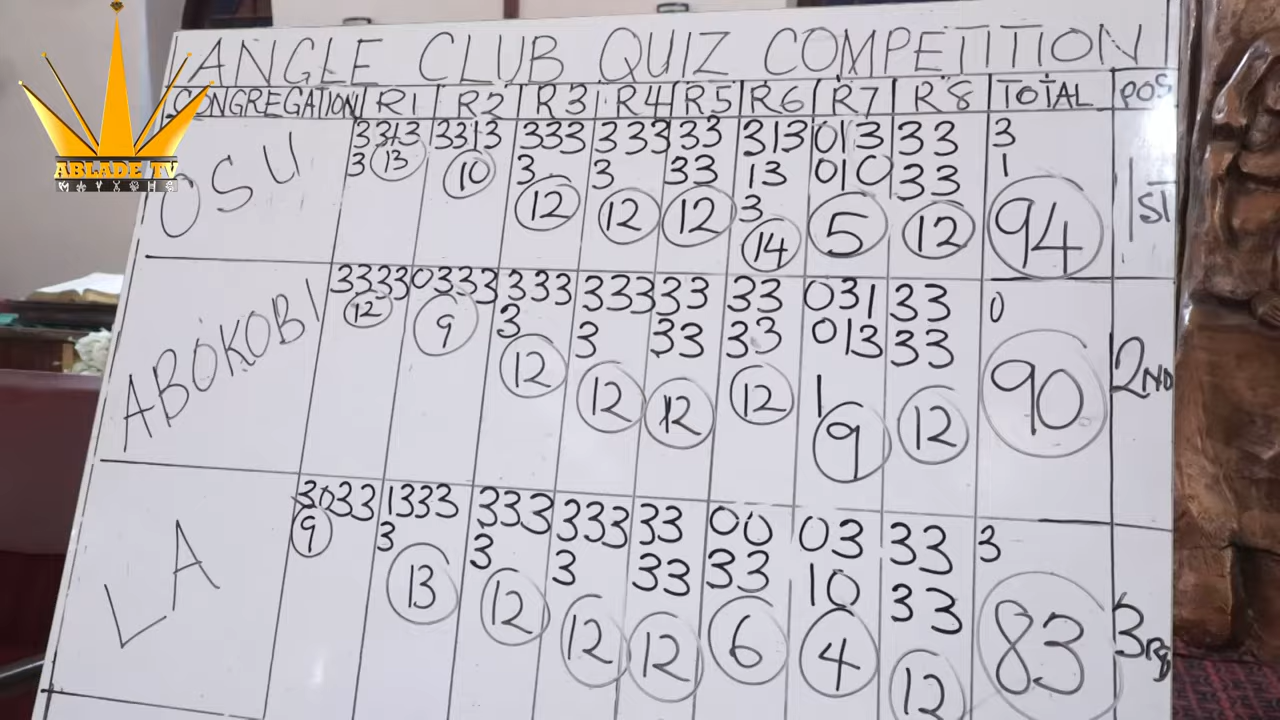 ANGLE CLUB QUIZ COMPETITION
CONGREGATION R1 R2 R3 R4 R5 R6 R7 R8 TOTAL POS
OSU 3313 3313 333 333 33 313 013 33 3
3 13 10 3 3 33 13 010 33 1
12 12 12 3 14 5 12 94 1ST
ABOKOBI 3333 0333 333 333 33 33 031 33 0
12 9 3 3 33 33 013 33
12 12 12 12 1 9 12 90 2ND
LA 3033 1333 333 333 33 00 03 33 3
9 3 3 3 33 33 10 33
13 12 12 12 6 4 12 83 3RD
ABLADE TV